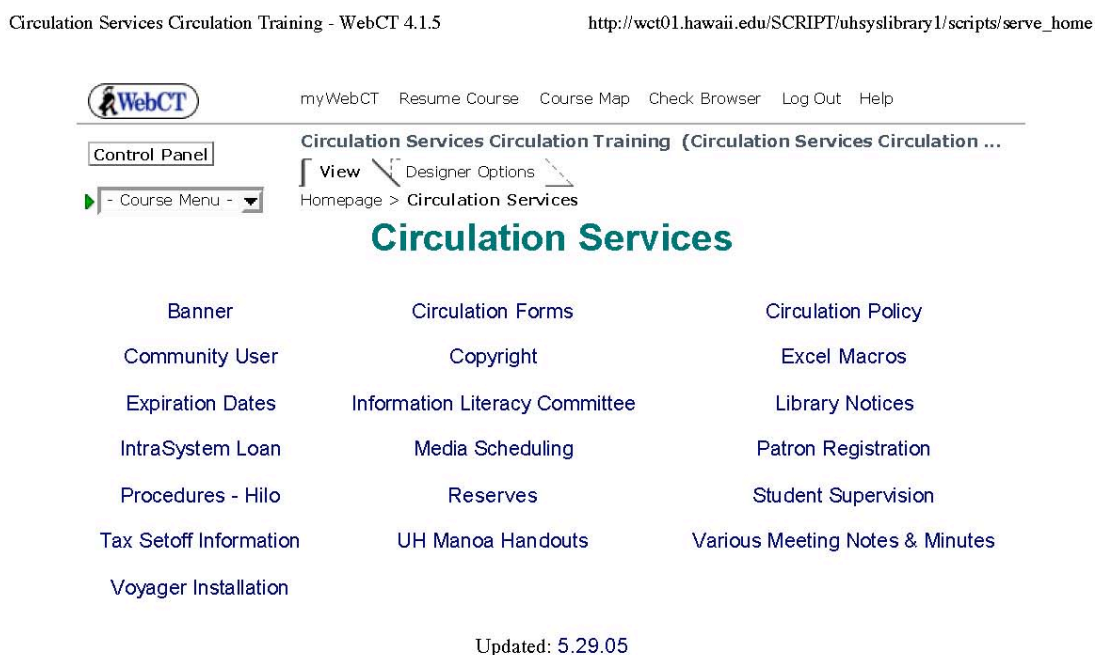 Circulation Services Circulation Training - WebCT 4.1.5 http://wct01.hawaii.edu/SCRIPT/uhsyslibrary1/scripts/serve_home
WebCT myWebCT Resume Course Course Map Check Browser Log Out Help
Circulation Services Circulation Training (Circulation Services Circulation ...
Control Panel
View Designer Options
- Course Menu - Homepage > Circulation Services
Circulation Services
Banner Circulation Forms Circulation Policy
Community User Copyright Excel Macros
Expiration Dates Information Literacy Committee Library Notices
IntraSystem Loan Media Scheduling Patron Registration
Procedures - Hilo Reserves Student Supervision
Tax Setoff Information UH Manoa Handouts Various Meeting Notes & Minutes
Voyager Installation
Updated: 5.29.05